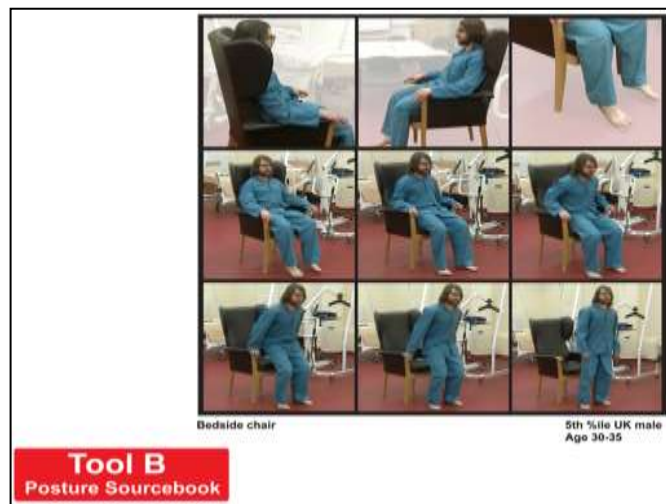 Bedside chair
5th %ile UK male
Age 30-35
Tool B
Posture Sourcebook